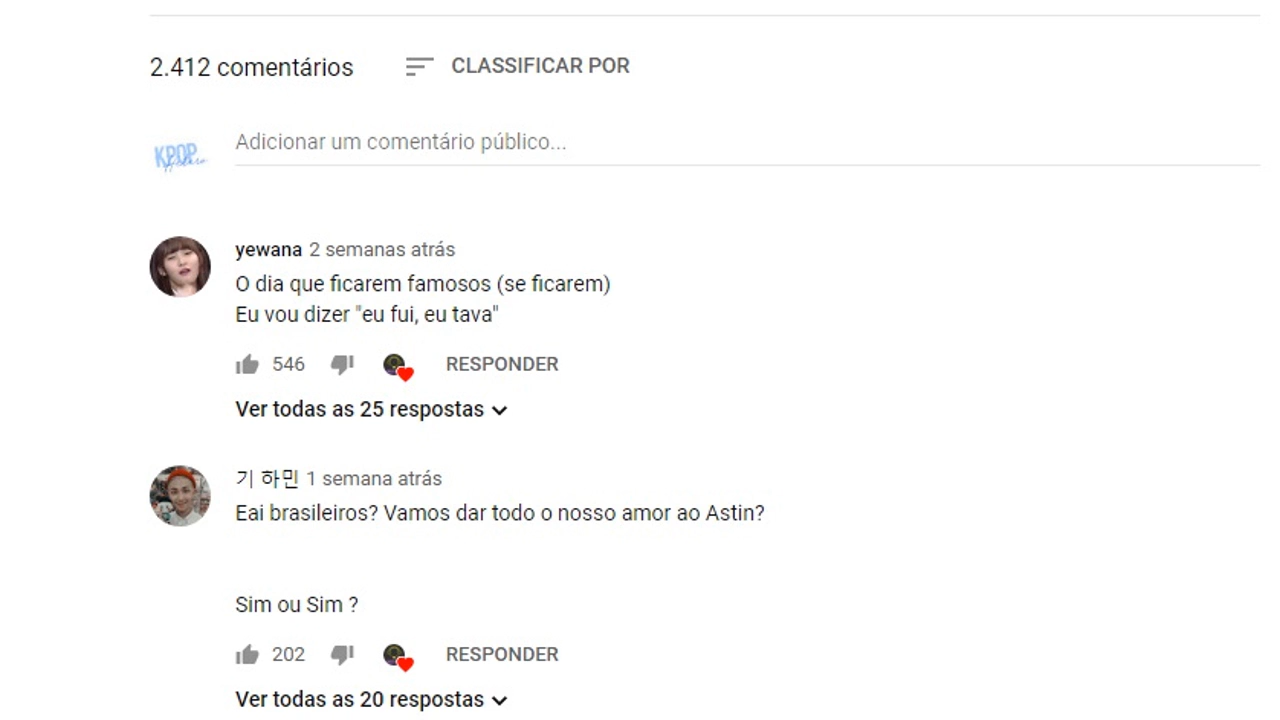 2.412 comentários
CLASSIFICAR POR
KPOP
Adicionar um comentário público...
yewana 2 semanas atrás
O dia que ficarem famosos (se ficarem)
Eu vou dizer "eu fui, eu tava"
546
RESPONDER
Ver todas as 25 respostas
기 하민 1 semana atrás
Eai brasileiros? Vamos dar todo o nosso amor ao Astin?
Sim ou Sim ?
202
RESPONDER
Ver todas as 20 respostas